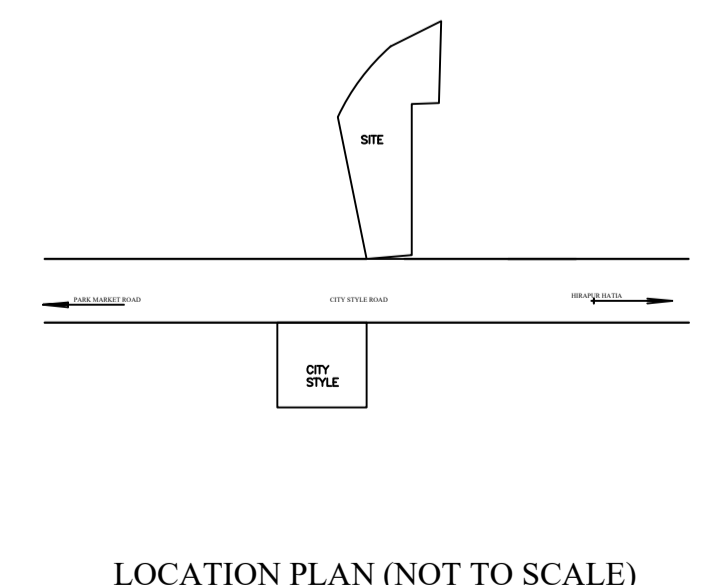 SITE
PARK MARKET ROAD
CITY STYLE ROAD
HIRAPUR HATIA
CITY
STYLE
LOCATION PLAN (NOT TO SCALE)